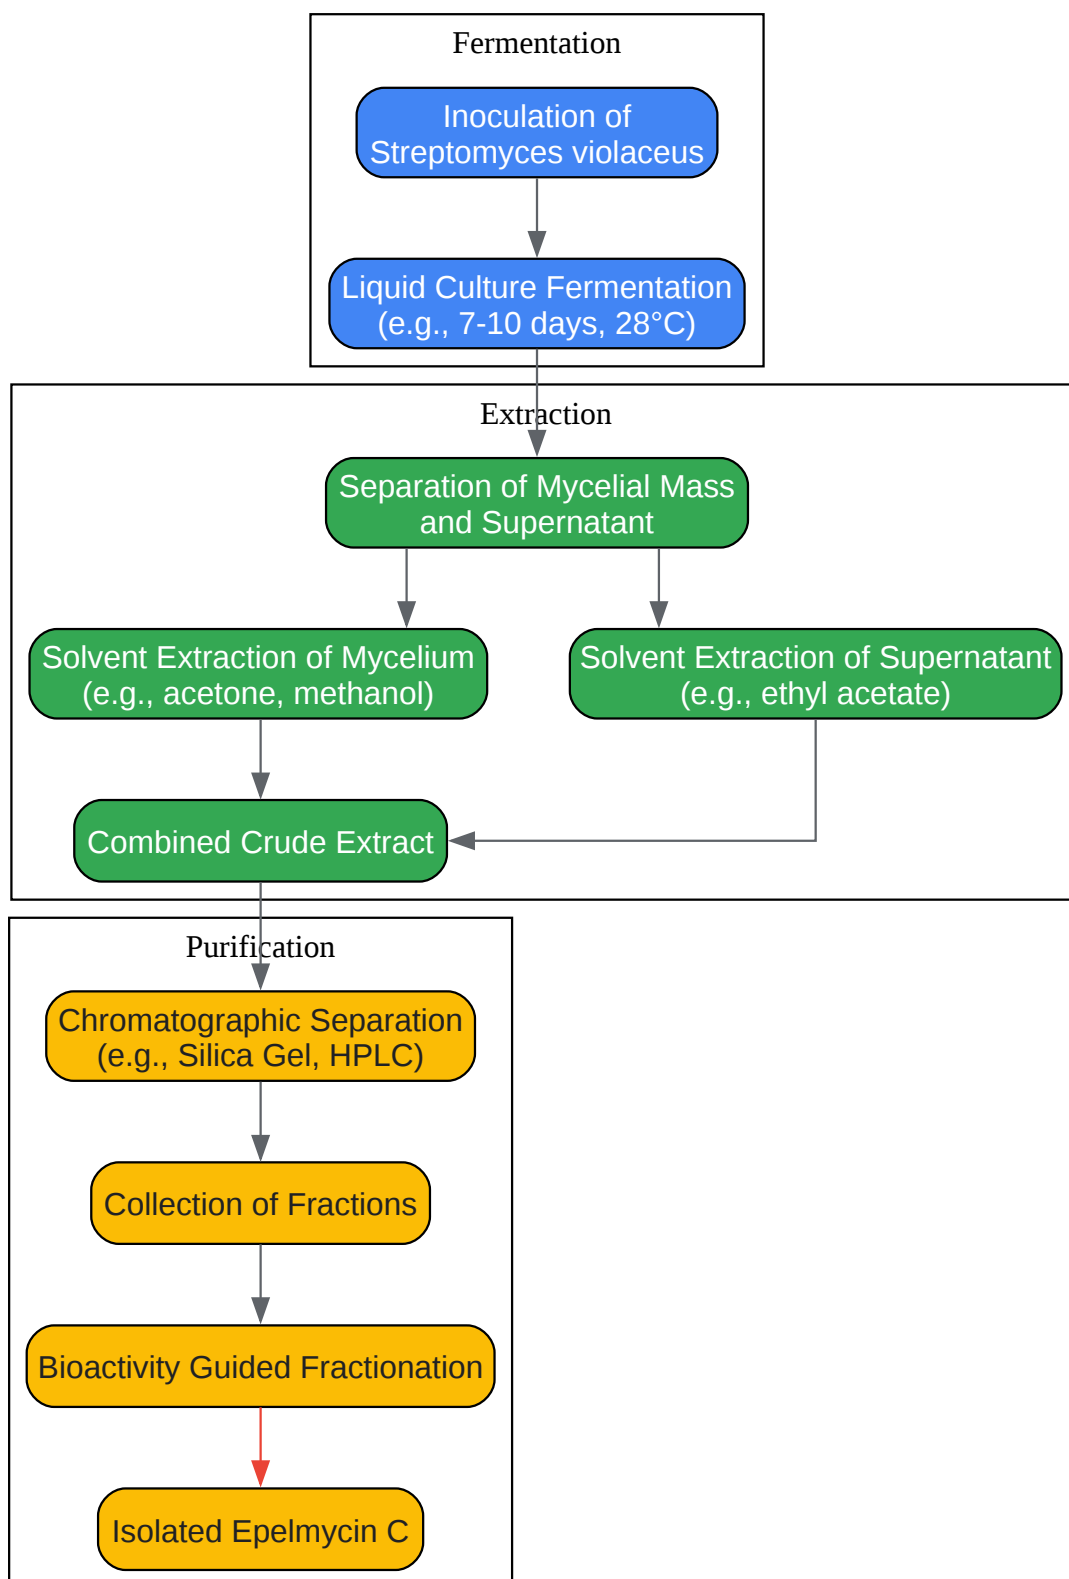 Fermentation
Inoculation of
Streptomyces violaceus
Liquid Culture Fermentation
(e.g., 7-10 days, 28°C)
Extraction
Separation of Mycelial Mass
and Supernatant
Solvent Extraction of Mycelium
(e.g., acetone, methanol)
Solvent Extraction of Supernatant
(e.g., ethyl acetate)
Combined Crude Extract
Purification
Chromatographic Separation
(e.g., Silica Gel, HPLC)
Collection of Fractions
Bioactivity Guided Fractionation
Isolated Epelmycin C